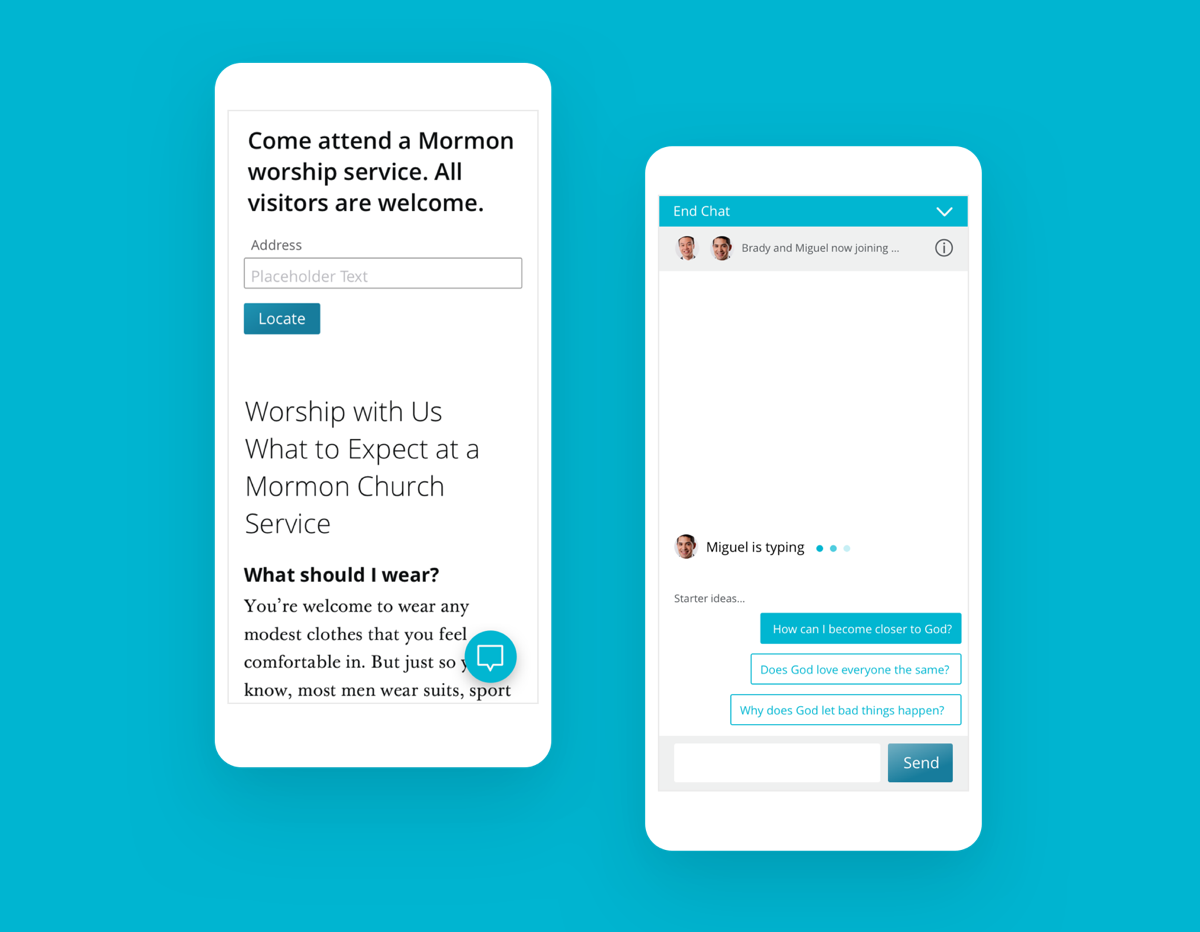 Come attend a Mormon
worship service. All
visitors are welcome.
Address
Placeholder Text
Locate
Worship with Us
What to Expect at a
Mormon Church
Service
What should I wear?
You’re welcome to wear any
modest clothes that you feel
comfortable in. But just so
know, most men wear suits, sport
End Chat
Brady and Miguel now joining ...
Miguel is typing
Starter ideas...
How can I become closer to God?
Does God love everyone the same?
Why does God let bad things happen?
Send